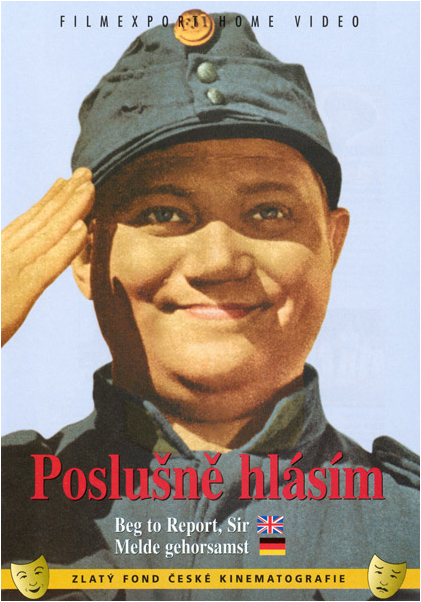 FILMEXPORT HOME VIDEO
Poslušně hlásím
Beg to Report, Sir
Melde gehorsamst
ZLATÝ FOND ČESKÉ KINEMATOGRAFIE